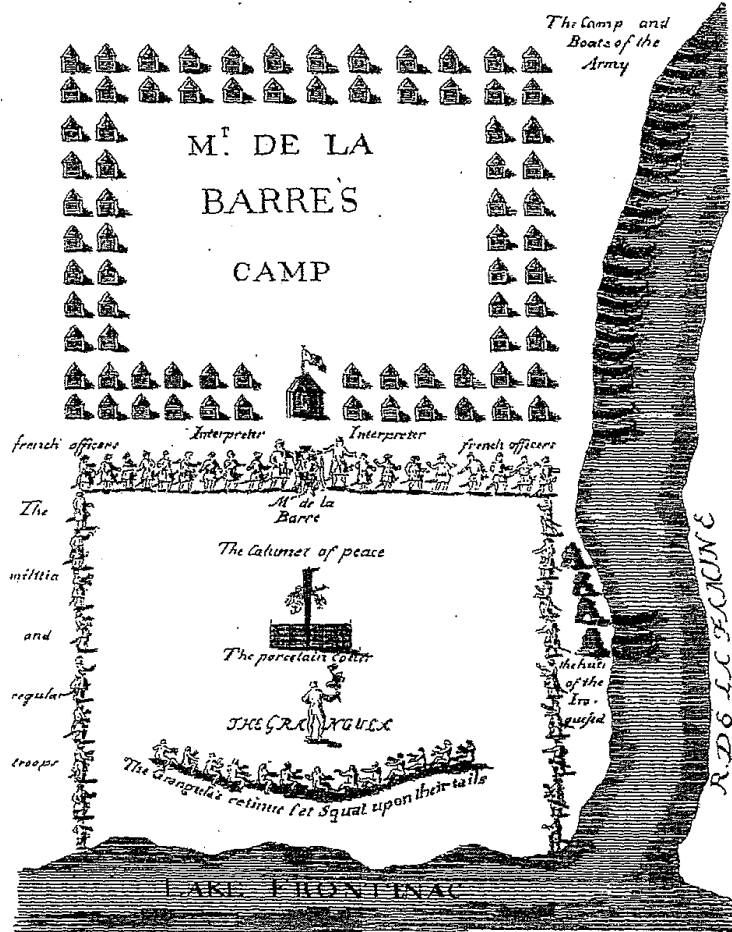 The Camp and
Boats of the
Army
Mr. DE LA
BARRE'S
CAMP
french officers
Interpreter
Interpreter
french officers
Mr de la
Barre
The
militia
and
regular
troops
The Calumet of peace
The porcelain Coller
THE GRANGULA
The Grangula's retinue set Squat upon their tails
the huts
of the
Iro-
quese
R. DE LA FAMINE
LAKE FRONTINAC